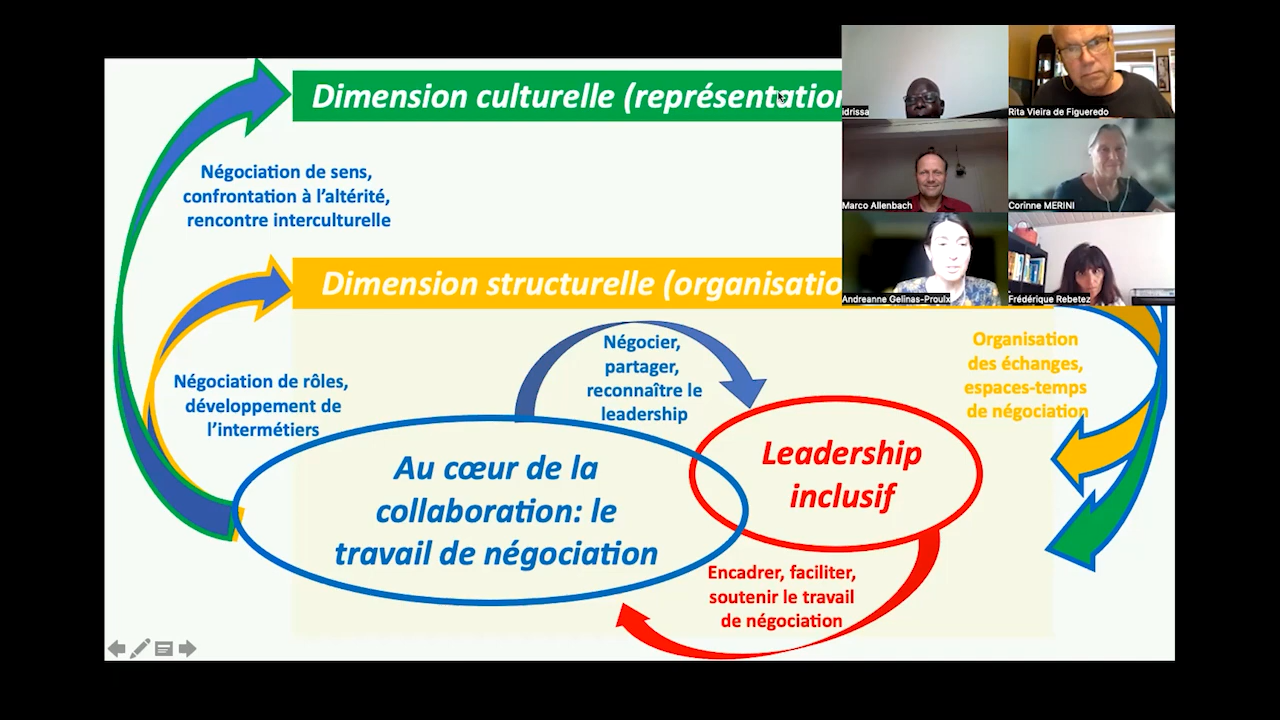 Dimension culturelle (représentation
idrissa
Rita Vieira de Figueredo
Négociation de sens,
confrontation à l'altérité,
rencontre interculturelle
Marco Allenbach
Corinne MERINI
Dimension structurelle (organisatio
Andreanne Gelinas-Proulx
Frédérique Rebetez
Négociation de rôles,
développement de
l'intermétiers
Négocier,
partager,
reconnaître le
leadership
Organisation
des échanges,
espaces-temps
de négociation
Au cœur de la
collaboration: le
travail de négociation
Leadership
inclusif
Encadrer, faciliter,
soutenir le travail
de négociation